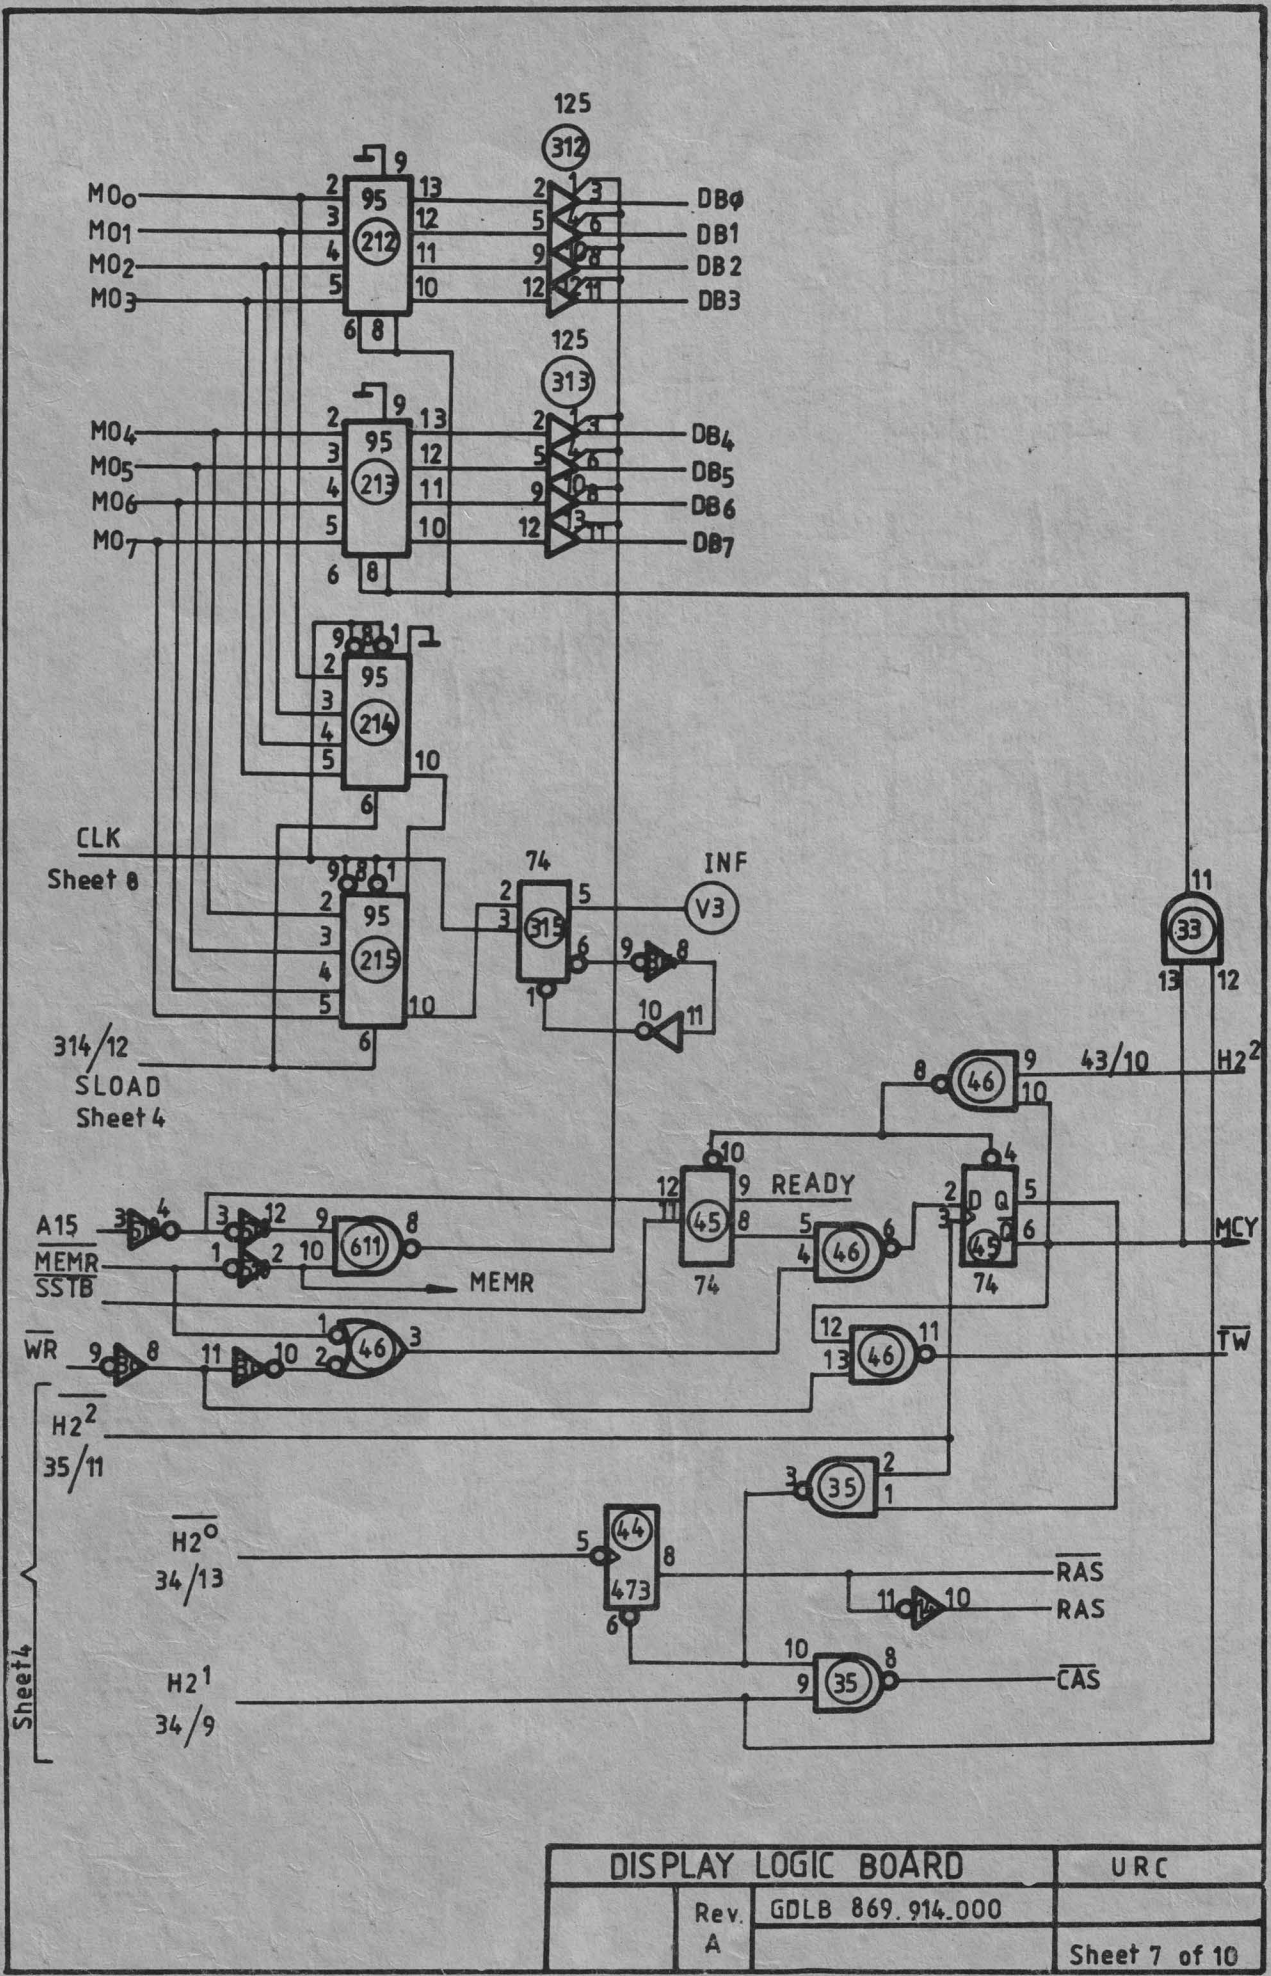 125
312
MO0 2 95 13 2 1 3 DBφ
9
MO1 3 212 12 5 4 6 DB1
MO2 4 11 9 10 8 DB2
MO3 5 10 12 12 11 DB3
6 8
125
313
9
MO4 2 95 13 2 1 3 DB4
MO5 3 213 12 5 4 6 DB5
MO6 4 11 9 10 8 DB6
MO7 5 10 12 13 11 DB7
6 8
9 8 1
2 95
3 214
4
5 10
6
CLK
Sheet 8
9 8 1
2 95
3 215
4
5 10
6
74
2 5 INF
3 315 V3
6 9 8
1 10 11
314/12
SLOAD
Sheet 4
11
33
13 12
8 46 9 43/10 H2²
10
10 4
A15 3 4 3 12 9 8 12 9 READY
611
MEMR 1 2 10 MEMR
SSTB
11 45 8
74
5 6
4 46
2 D Q 5
3 Q 6 MCY
45
74
WR 9 8 11 10
1 3
2 46
12 11 TW
13 46
H2²
35/11
3 35 2
1
H2⁰
34/13
5 44 8 RAS
473
6
11 10 RAS
H2¹
34/9
10 8 CAS
9 35
Sheet 4
DISPLAY LOGIC BOARD URC
Rev. A
GDLB 869.914.000
Sheet 7 of 10